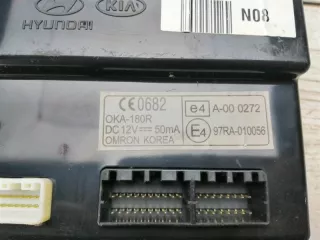 HYUNDAI
KIA
N08
CE0682
OKA-180R
DC 12V 50mA
OMRON KOREA
e4 A-00 0272
E4 97RA-010056